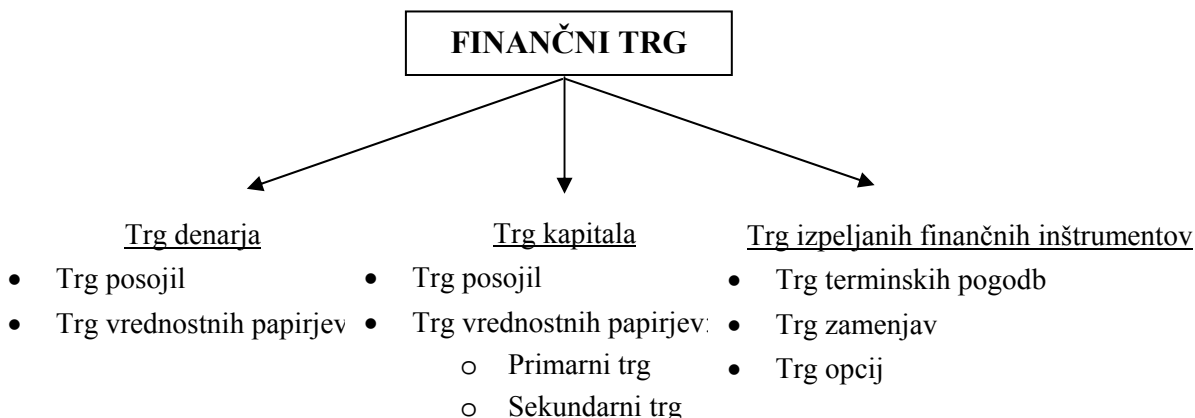 FINANČNI TRG
Trg denarja
• Trg posojil
• Trg vrednostnih papirjev
Trg kapitala
• Trg posojil
• Trg vrednostnih papirjev:
o Primarni trg
o Sekundarni trg
Trg izpeljanih finančnih inštrumentov
• Trg terminskih pogodb
• Trg zamenjav
• Trg opcij